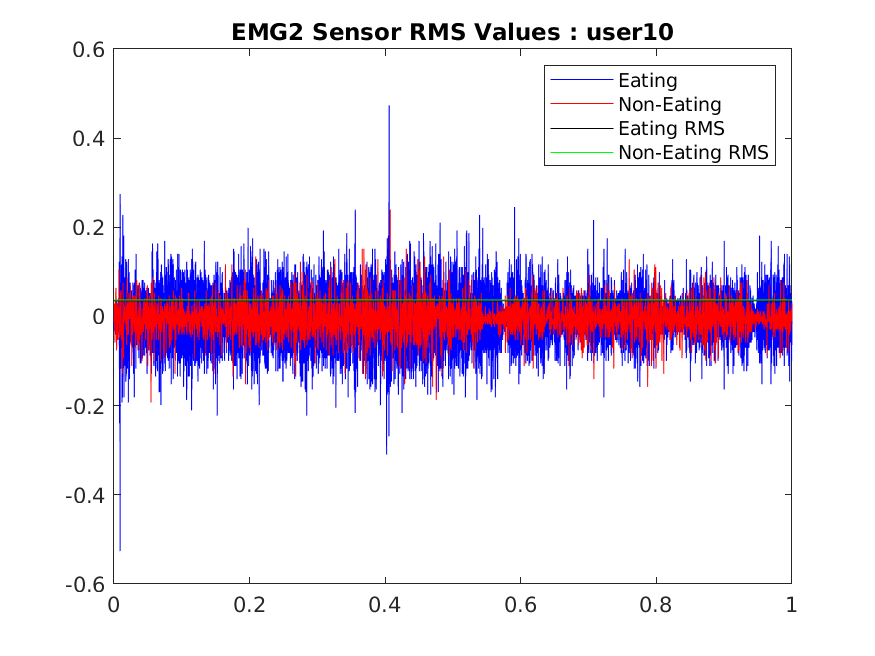 EMG2 Sensor RMS Values : user10
0.6
Eating
Non-Eating
Eating RMS
Non-Eating RMS
0.4
0.2
0
-0.2
-0.4
-0.6
0 0.2 0.4 0.6 0.8 1